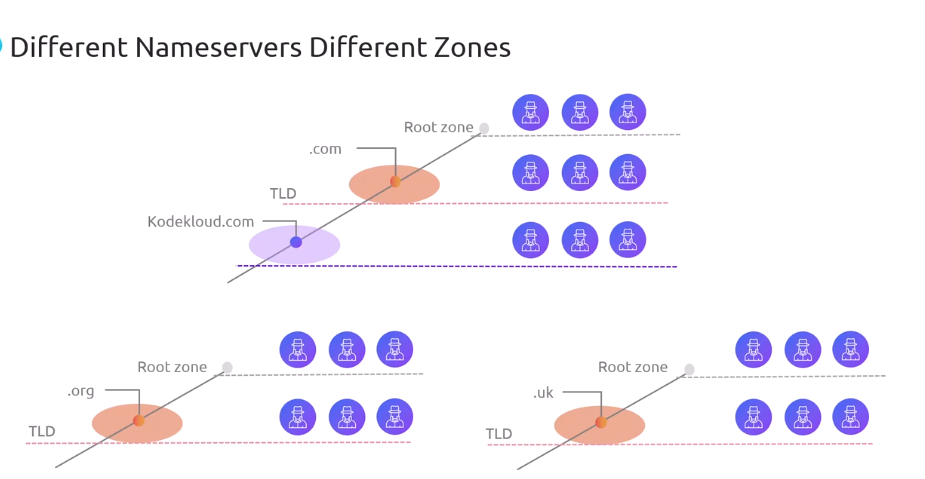 Different Nameservers Different Zones
Root zone
.com
TLD
Kodekloud.com
Root zone
.org
TLD
Root zone
.uk
TLD